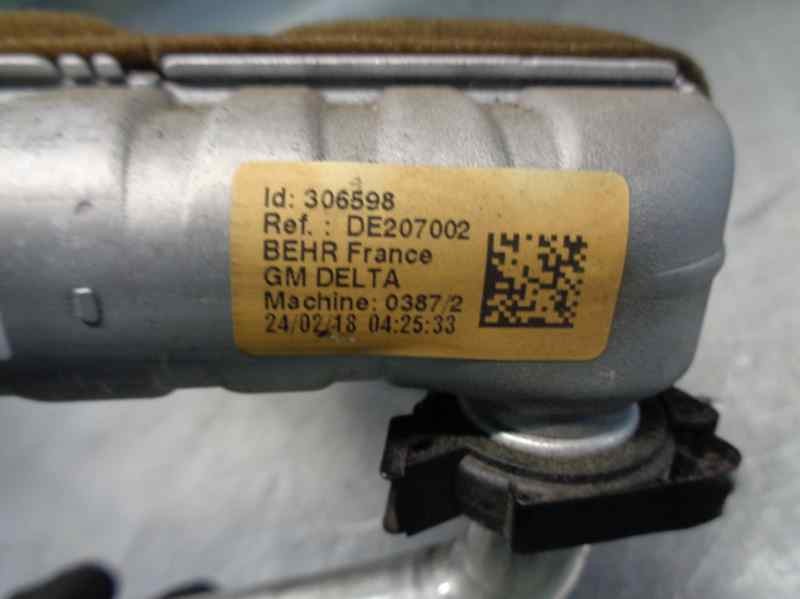 Id: 306598
Ref. : DE207002
BEHR France
GM DELTA
Machine: 0387/2
24/02/18 04:25:33